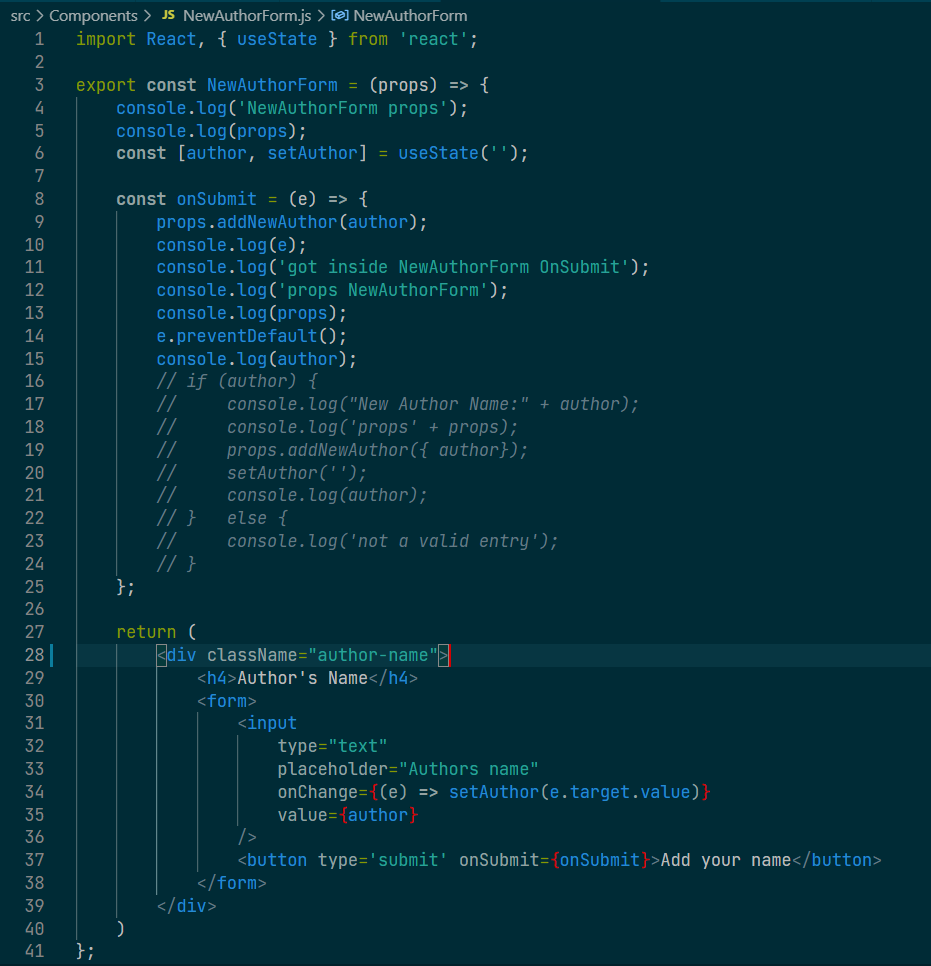 src > Components > JS NewAuthorForm.js > NewAuthorForm
1 import React, { useState } from 'react';
2
3 export const NewAuthorForm = (props) => {
4     console.log('NewAuthorForm props');
5     console.log(props);
6     const [author, setAuthor] = useState('');
7
8     const onSubmit = (e) => {
9         props.addNewAuthor(author);
10         console.log(e);
11         console.log('got inside NewAuthorForm OnSubmit');
12         console.log('props NewAuthorForm');
13         console.log(props);
14         e.preventDefault();
15         console.log(author);
16         // if (author) {
17         //     console.log("New Author Name:" + author);
18         //     console.log('props' + props);
19         //     props.addNewAuthor({ author});
20         //     setAuthor('');
21         //     console.log(author);
22         // }   else {
23         //     console.log('not a valid entry');
24         // }
25     };
26
27     return (
28         <div className="author-name">
29             <h4>Author's Name</h4>
30             <form>
31                 <input
32                     type="text"
33                     placeholder="Authors name"
34                     onChange={(e) => setAuthor(e.target.value)}
35                     value={author}
36                 />
37                 <button type='submit' onSubmit={onSubmit}>Add your name</button>
38             </form>
39         </div>
40     )
41 };